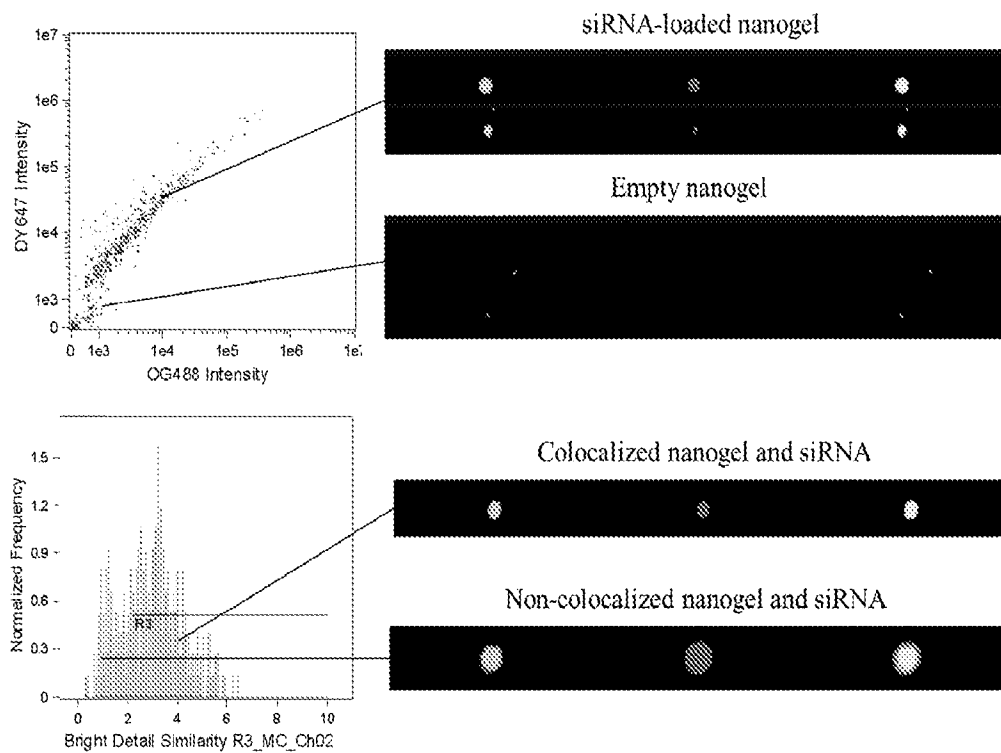 siRNA-loaded nanogel
1e7
1e6
1e5
1e4
1e3
0
DY647 Intensity
0 1e3 1e4 1e5 1e6 1e7
OG488 Intensity
Empty nanogel
1.5
1.2
0.9
0.6
0.3
0
Normalized Frequency
R3
0 2 4 6 8 10
Bright Detail Similarity R3_MC_Ch02
Colocalized nanogel and siRNA
Non-colocalized nanogel and siRNA